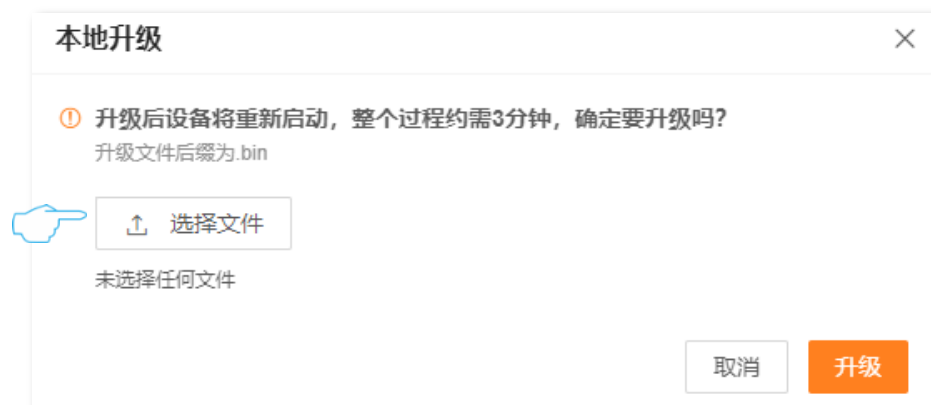 本地升级
升级后设备将重新启动，整个过程约需3分钟，确定要升级吗？
升级文件后缀为.bin
选择文件
未选择任何文件
取消
升级